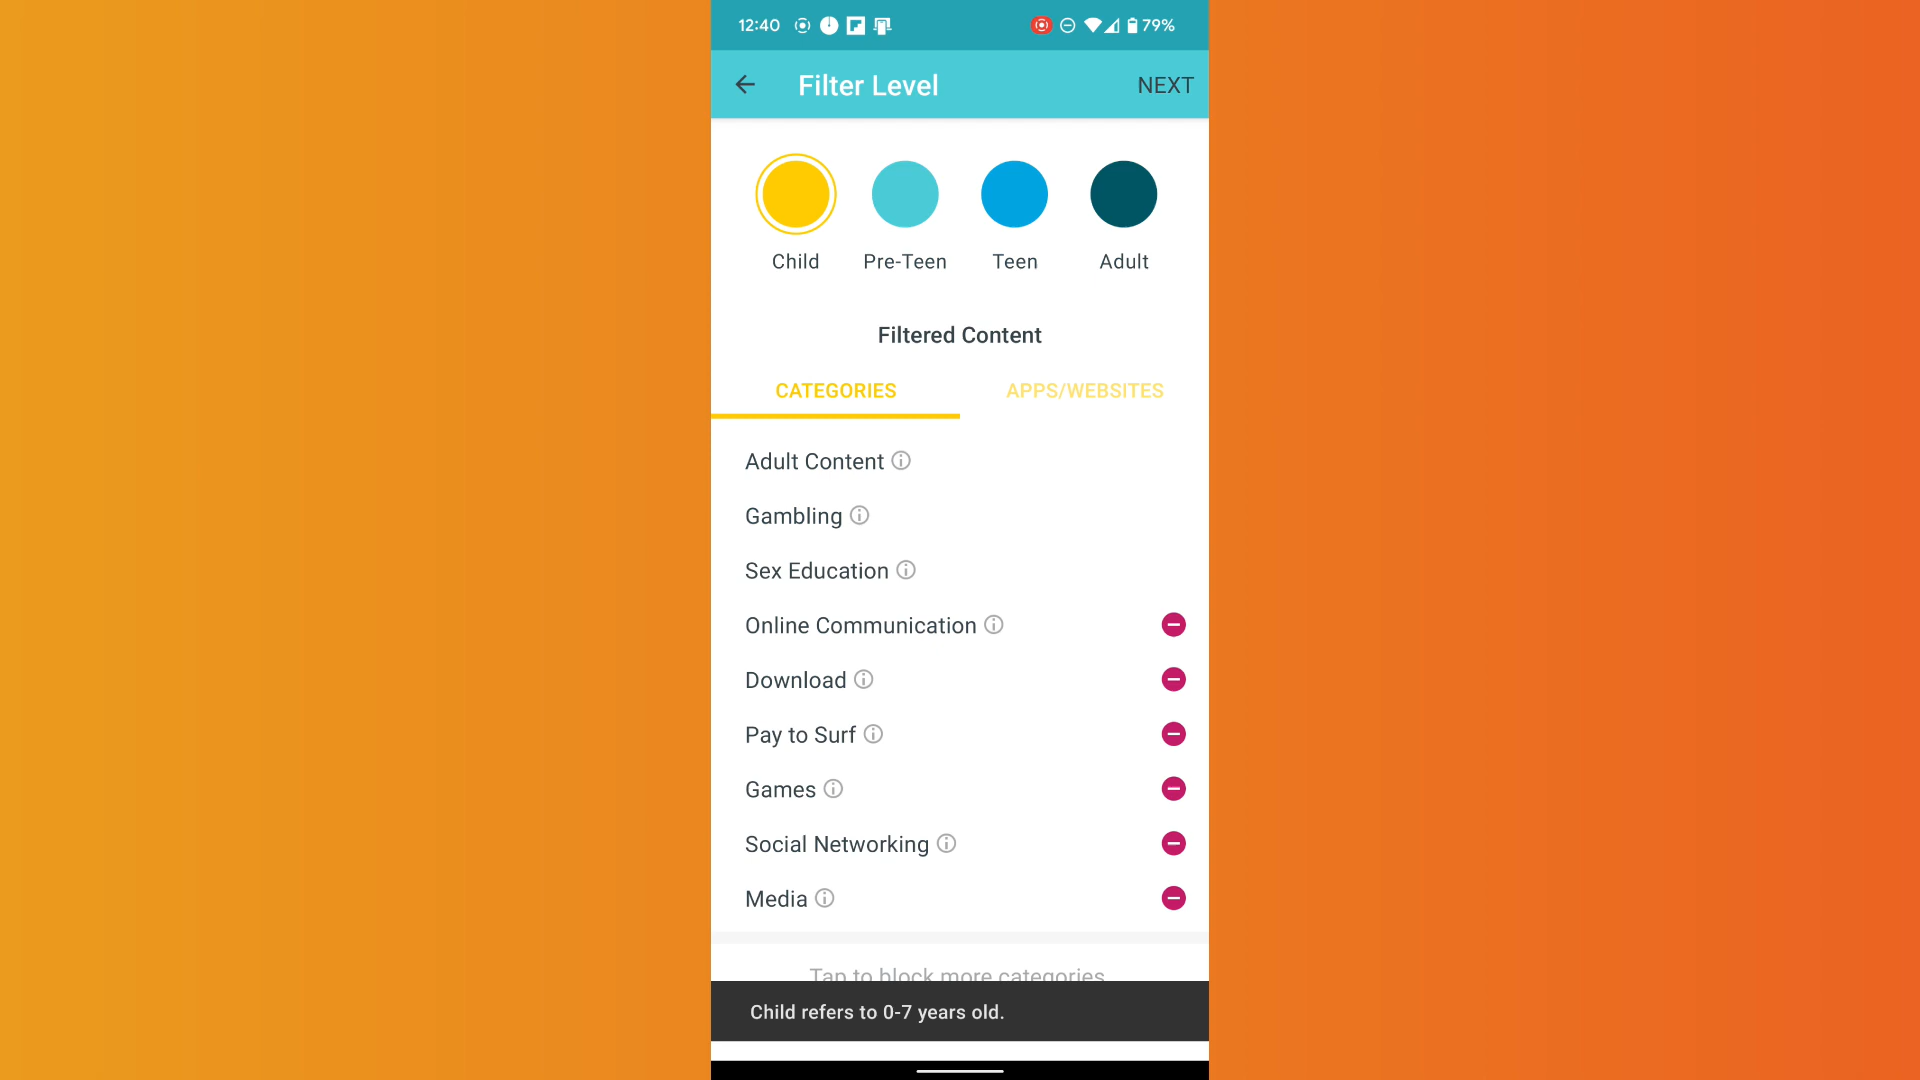 12:40 79%
Filter Level NEXT
Child Pre-Teen Teen Adult
Filtered Content
CATEGORIES APPS/WEBSITES
Adult Content
Gambling
Sex Education
Online Communication
Download
Pay to Surf
Games
Social Networking
Media
Tap to block more categories
Child refers to 0-7 years old.